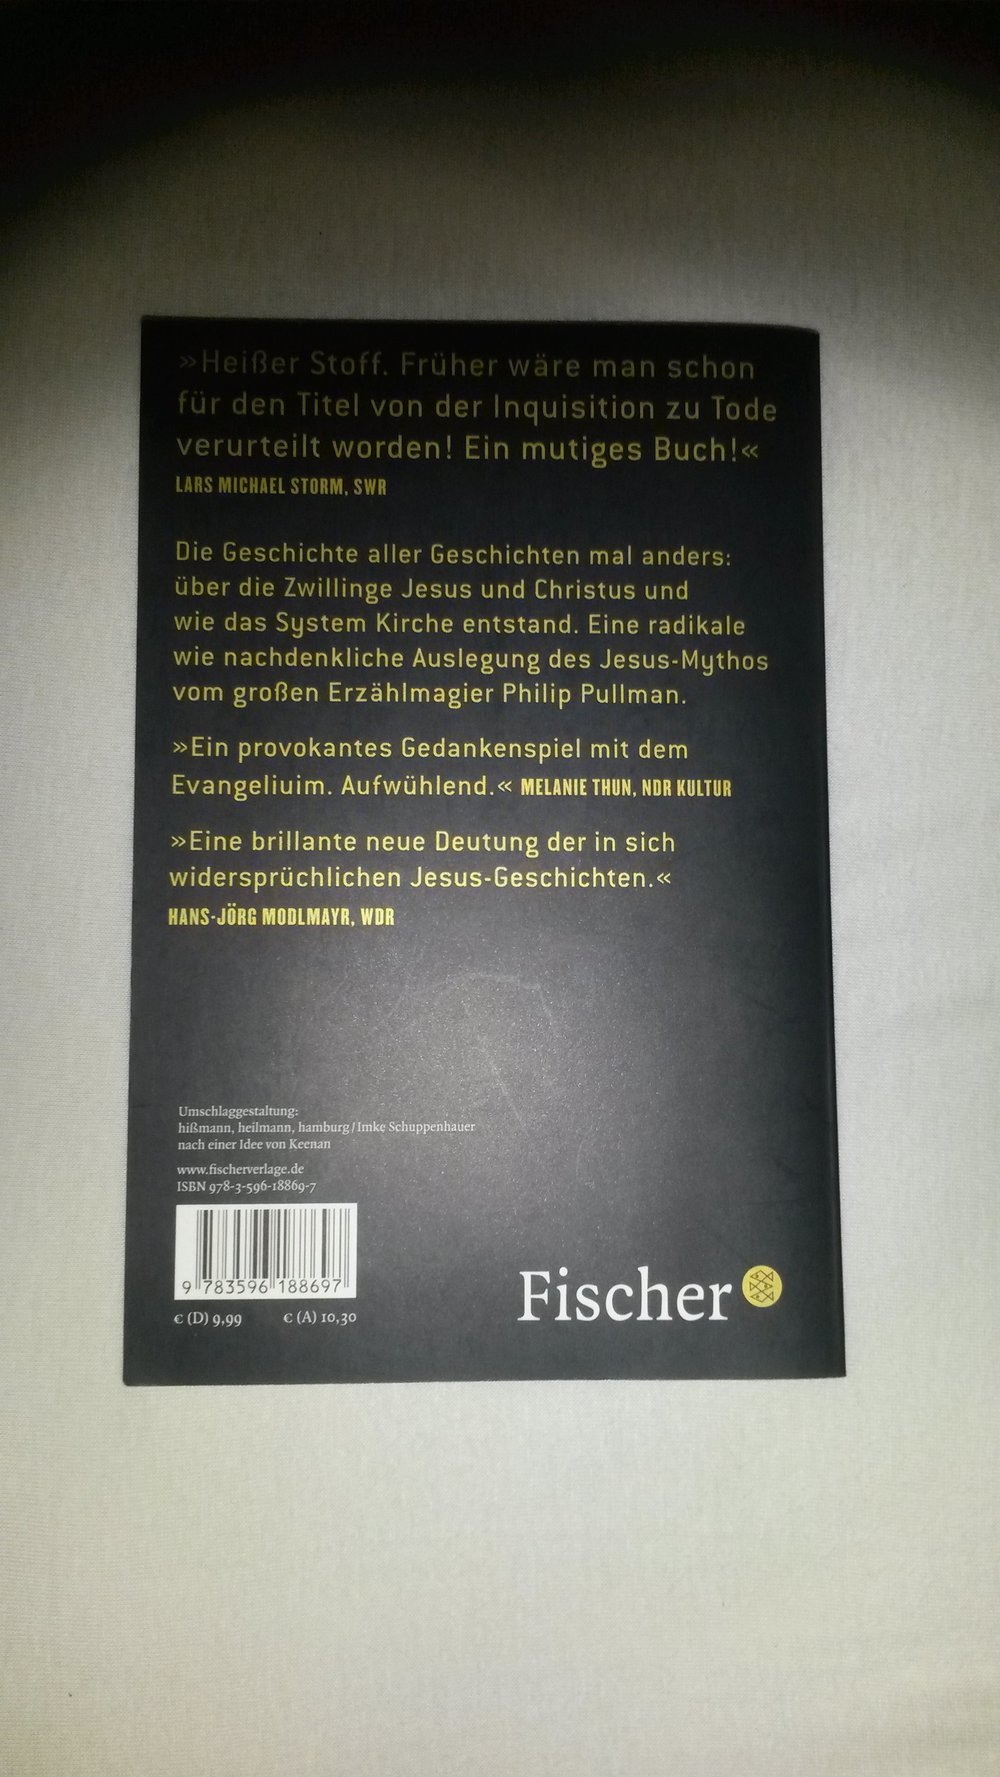 »Heißer Stoff. Früher wäre man schon
für den Titel von der Inquisition zu Tode
verurteilt worden! Ein mutiges Buch!«
LARS MICHAEL STORM, SWR
Die Geschichte aller Geschichten mal anders:
über die Zwillinge Jesus und Christus und
wie das System Kirche entstand. Eine radikale
wie nachdenkliche Auslegung des Jesus-Mythos
vom großen Erzählmagier Philip Pullman.
»Ein provokantes Gedankenspiel mit dem
Evangeliuim. Aufwühlend.« MELANIE THUN, NDR KULTUR
»Eine brillante neue Deutung der in sich
widersprüchlichen Jesus-Geschichten.«
HANS-JÖRG MODLMAYR, WDR
Umschlaggestaltung:
hißmann, heilmann, hamburg / Imke Schuppenhauer
nach einer Idee von Keenan
www.fischerverlage.de
ISBN 978-3-596-18869-7
9 783596 188697
€ (D) 9,99 € (A) 10,30
Fischer